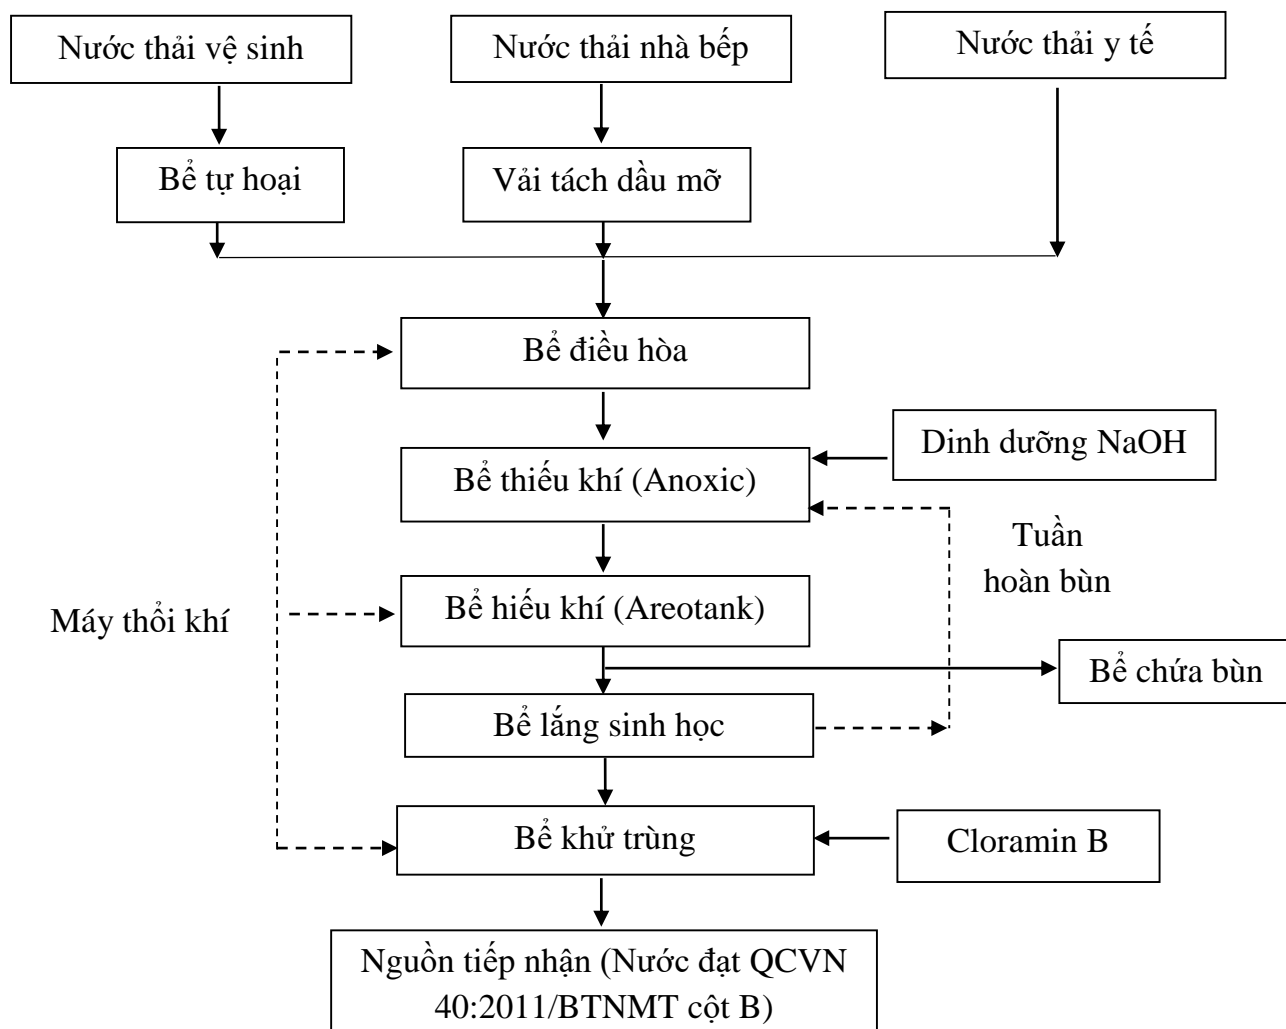 Nước thải vệ sinh
Nước thải nhà bếp
Nước thải y tế
Bể tự hoại
Vải tách dầu mỡ
Bể điều hòa
Dinh dưỡng NaOH
Bể thiếu khí (Anoxic)
Tuần
hoàn bùn
Bể hiếu khí (Areotank)
Máy thổi khí
Bể chứa bùn
Bể lắng sinh học
Bể khử trùng
Cloramin B
Nguồn tiếp nhận (Nước đạt QCVN
40:2011/BTNMT cột B)